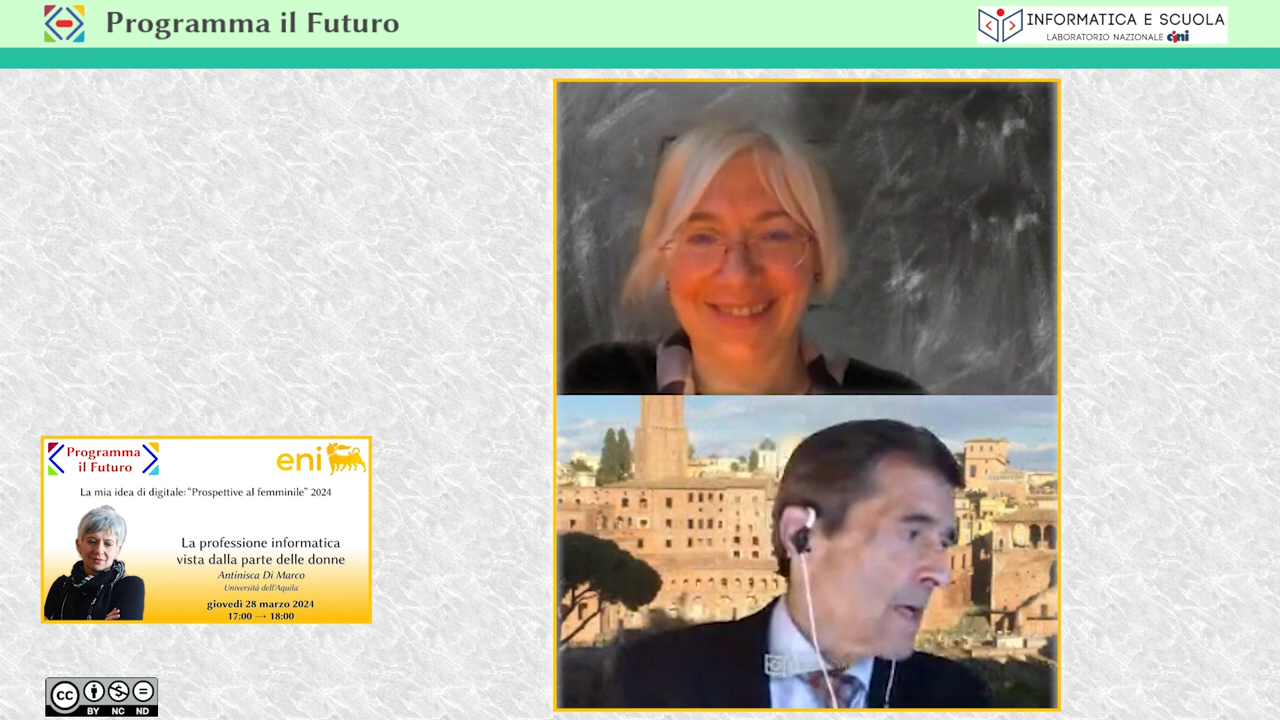 Programma il Futuro
INFORMATICA E SCUOLA
LABORATORIO NAZIONALE cini
Programma
il Futuro
eni
La mia idea di digitale: "Prospettive al femminile" 2024
La professione informatica
vista dalla parte delle donne
Antinisca Di Marco
Università dell'Aquila
giovedì 28 marzo 2024
17:00 → 18:00
cc
BY NC ND